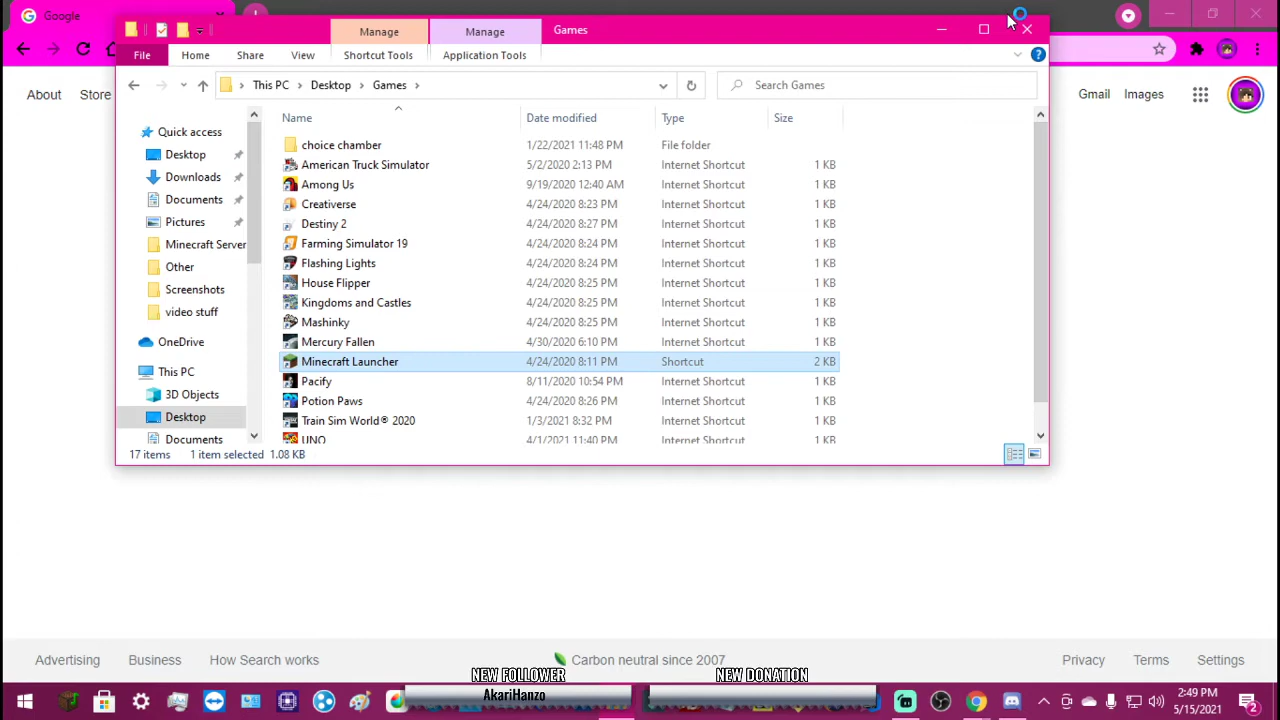 Google
Manage
Manage
Games
File
Home
Share
View
Shortcut Tools
Application Tools
This PC
Desktop
Games
Search Games
About
Store
Gmail
Images
Name
Date modified
Type
Size
Quick access
Desktop
Downloads
Documents
Pictures
Minecraft Server
Other
Screenshots
video stuff
OneDrive
This PC
3D Objects
Desktop
Documents
choice chamber 1/22/2021 11:48 PM File folder
American Truck Simulator 5/2/2020 2:13 PM Internet Shortcut 1 KB
Among Us 9/19/2020 12:40 AM Internet Shortcut 1 KB
Creativerse 4/24/2020 8:23 PM Internet Shortcut 1 KB
Destiny 2 4/24/2020 8:27 PM Internet Shortcut 1 KB
Farming Simulator 19 4/24/2020 8:24 PM Internet Shortcut 1 KB
Flashing Lights 4/24/2020 8:24 PM Internet Shortcut 1 KB
House Flipper 4/24/2020 8:25 PM Internet Shortcut 1 KB
Kingdoms and Castles 4/24/2020 8:25 PM Internet Shortcut 1 KB
Mashinky 4/24/2020 8:25 PM Internet Shortcut 1 KB
Mercury Fallen 4/30/2020 6:10 PM Internet Shortcut 1 KB
Minecraft Launcher 4/24/2020 8:11 PM Shortcut 2 KB
Pacify 8/11/2020 10:54 PM Internet Shortcut 1 KB
Potion Paws 4/24/2020 8:26 PM Internet Shortcut 1 KB
Train Sim World® 2020 1/3/2021 8:32 PM Internet Shortcut 1 KB
UNO 4/1/2021 11:40 PM Internet Shortcut 1 KB
17 items
1 item selected 1.08 KB
Advertising
Business
How Search works
Carbon neutral since 2007
Privacy
Terms
Settings
NEW FOLLOWER
AkariHanzo
NEW DONATION
2:49 PM
5/15/2021
2